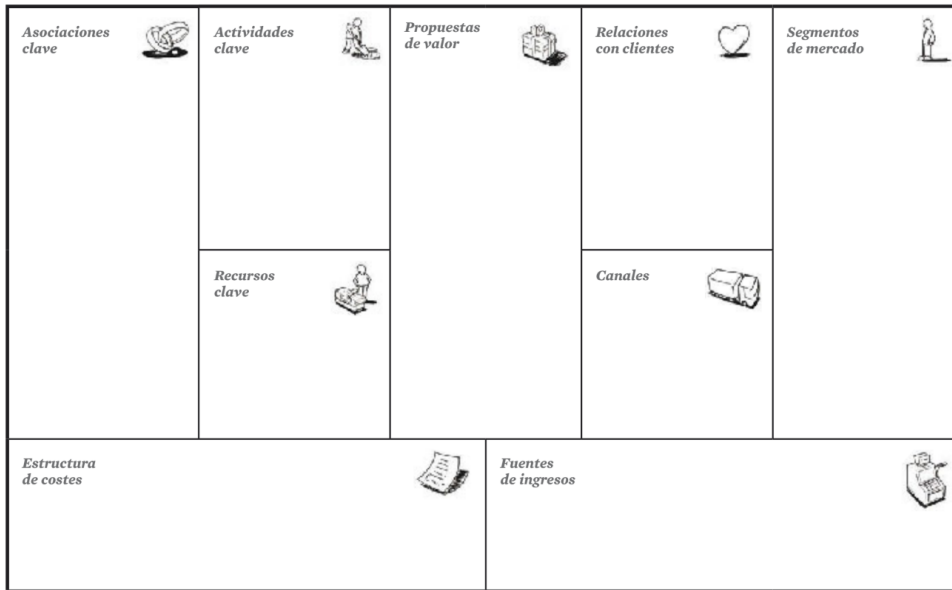 Asociaciones
clave
Actividades
clave
Propuestas
de valor
Relaciones
con clientes
Segmentos
de mercado
Recursos
clave
Canales
Estructura
de costes
Fuentes
de ingresos